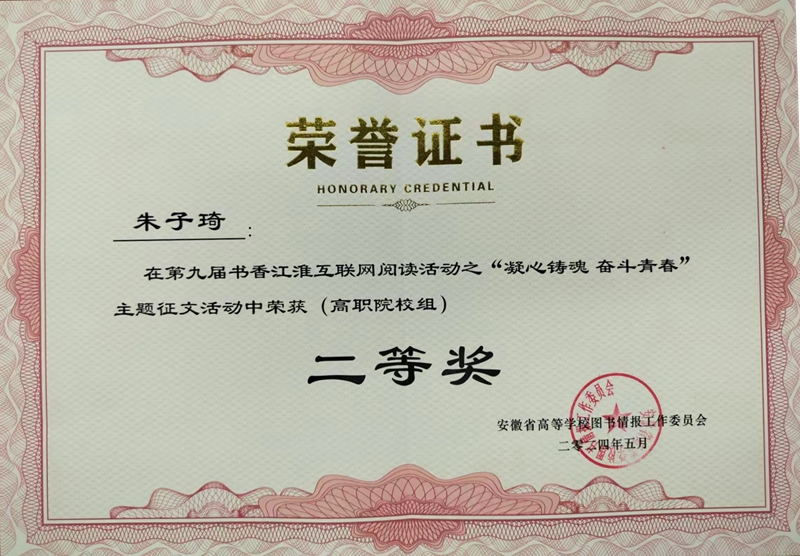 荣誉证书
HONORARY CREDENTIAL
朱子琦：
在第九届书香江淮互联网阅读活动之“凝心铸魂 奋斗青春”
主题征文活动中荣获（高职院校组）
二等奖
安徽省高等学校图书情报工作委员会
二零二四年五月